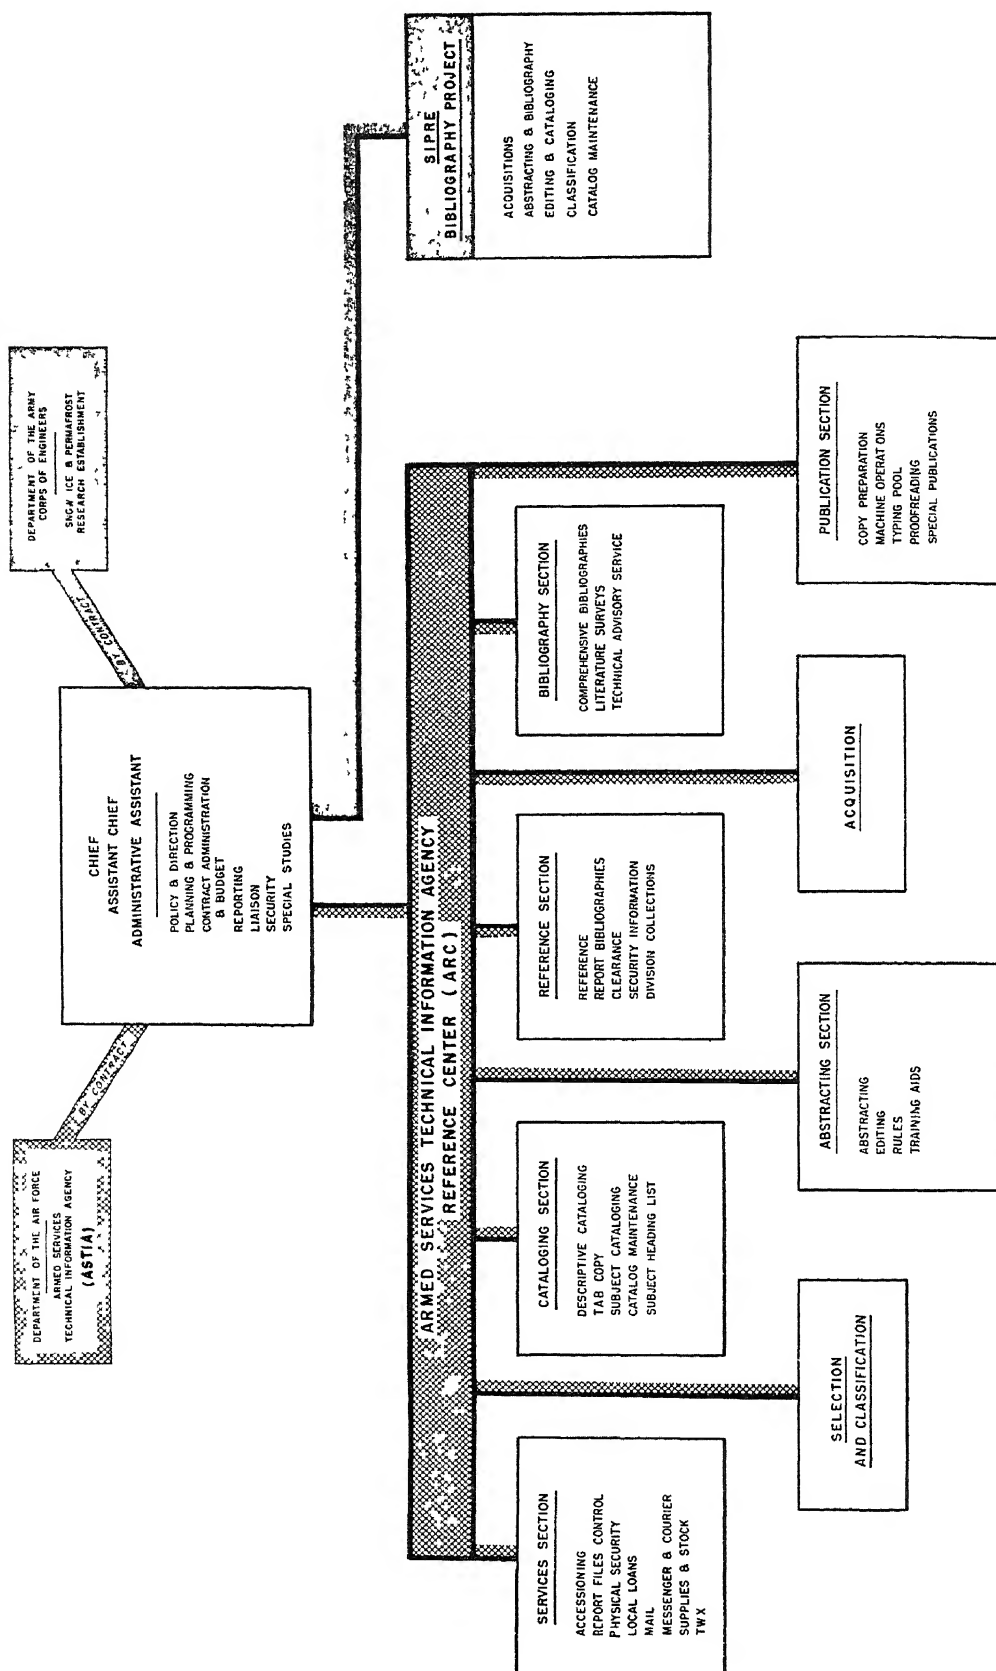 DEPARTMENT OF THE AIR FORCE
ARMED SERVICES
TECHNICAL INFORMATION AGENCY
(ASTIA)
BY CONTRACT
CHIEF
ASSISTANT CHIEF
ADMINISTRATIVE ASSISTANT
POLICY & DIRECTION
PLANNING & PROGRAMMING
CONTRACT ADMINISTRATION
& BUDGET
REPORTING
LIAISON
SECURITY
SPECIAL STUDIES
BY CONTRACT
DEPARTMENT OF THE ARMY
CORPS OF ENGINEERS
SNOW ICE & PERMAFROST
RESEARCH ESTABLISHMENT
ARMED SERVICES TECHNICAL INFORMATION AGENCY
REFERENCE CENTER (ARC)
SIPRE
BIBLIOGRAPHY PROJECT
ACQUISITIONS
ABSTRACTING & BIBLIOGRAPHY
EDITING & CATALOGING
CLASSIFICATION
CATALOG MAINTENANCE
SERVICES SECTION
ACCESSIONING
REPORT FILES CONTROL
PHYSICAL SECURITY
LOCAL LOANS
MAIL
MESSENGER & COURIER
SUPPLIES & STOCK
TWX
CATALOGING SECTION
DESCRIPTIVE CATALOGING
TAB COPY
SUBJECT CATALOGING
CATALOG MAINTENANCE
SUBJECT HEADING LIST
REFERENCE SECTION
REFERENCE
REPORT BIBLIOGRAPHIES
CLEARANCE
SECURITY INFORMATION
DIVISION COLLECTIONS
BIBLIOGRAPHY SECTION
COMPREHENSIVE BIBLIOGRAPHIES
LITERATURE SURVEYS
TECHNICAL ADVISORY SERVICE
SELECTION
AND CLASSIFICATION
ABSTRACTING SECTION
ABSTRACTING
EDITING
RULES
TRAINING AIDS
ACQUISITION
PUBLICATION SECTION
COPY PREPARATION
MACHINE OPERATIONS
TYPING POOL
PROOFREADING
SPECIAL PUBLICATIONS